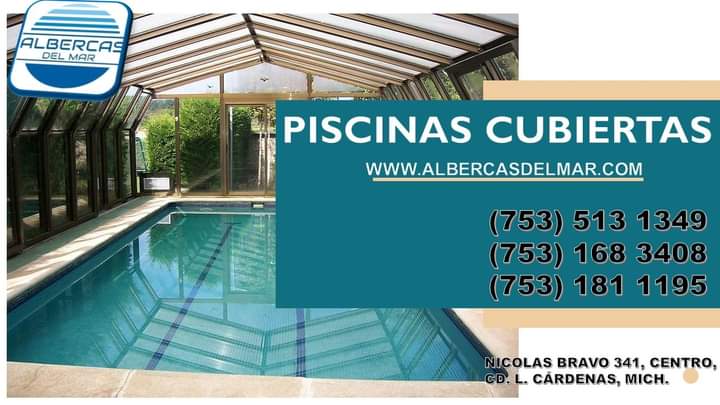 ALBERCAS
DEL MAR
PISCINAS CUBIERTAS
WWW.ALBERCASDELMAR.COM
(753) 513 1349
(753) 168 3408
(753) 181 1195
NICOLAS BRAVO 341, CENTRO,
CD. L. CÁRDENAS, MICH.